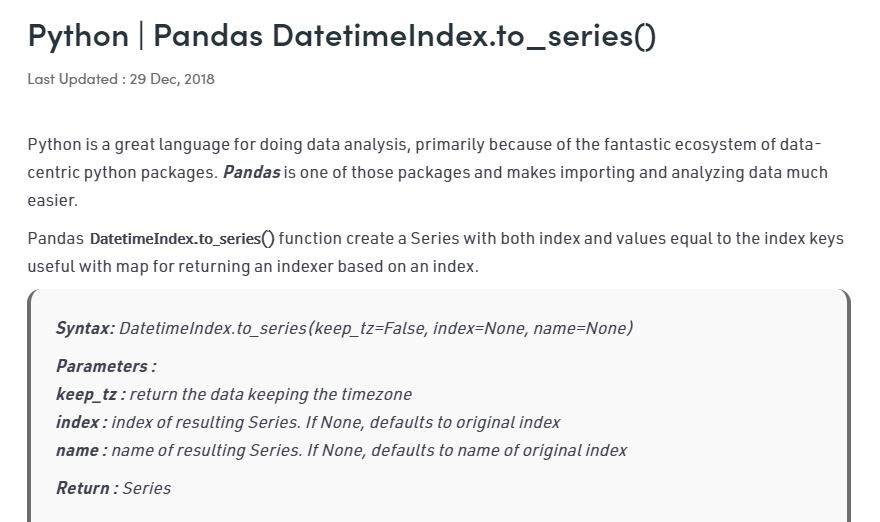 Python | Pandas DatetimeIndex.to_series()
Last Updated : 29 Dec, 2018
Python is a great language for doing data analysis, primarily because of the fantastic ecosystem of data-
centric python packages. Pandas is one of those packages and makes importing and analyzing data much
easier.
Pandas DatetimeIndex.to_series() function create a Series with both index and values equal to the index keys
useful with map for returning an indexer based on an index.
Syntax: DatetimeIndex.to_series(keep_tz=False, index=None, name=None)
Parameters :
keep_tz : return the data keeping the timezone
index : index of resulting Series. If None, defaults to original index
name : name of resulting Series. If None, defaults to name of original index
Return : Series